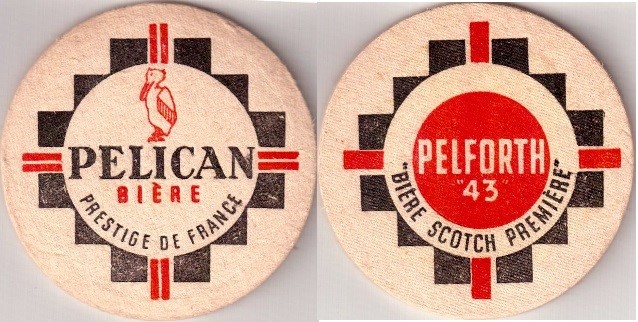 PELICAN
BIÈRE
PRESTIGE DE FRANCE
PELFORTH
"43"
"BIÈRE SCOTCH PREMIÈRE"